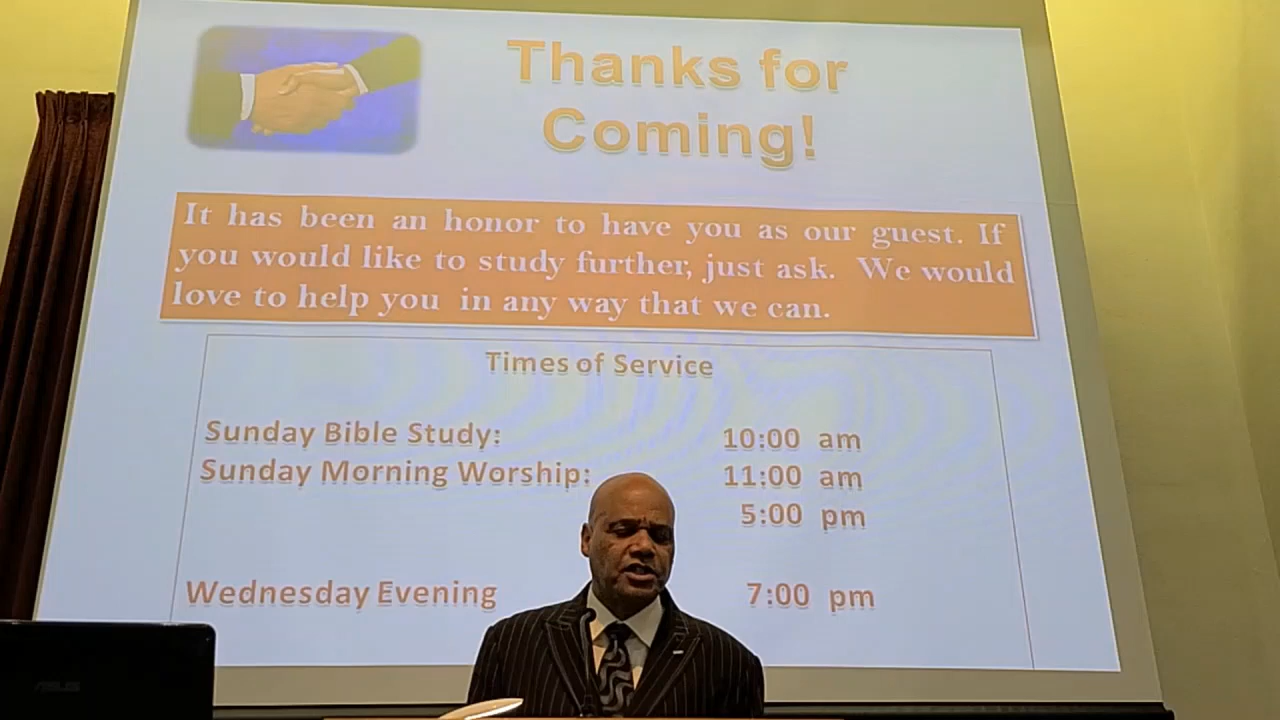 Thanks for
Coming!
It has been an honor to have you as our guest. If
you would like to study further, just ask. We would
love to help you in any way that we can.
Times of Service
Sunday Bible Study: 10:00 am
Sunday Morning Worship: 11:00 am
5:00 pm
Wednesday Evening 7:00 pm
ASUS